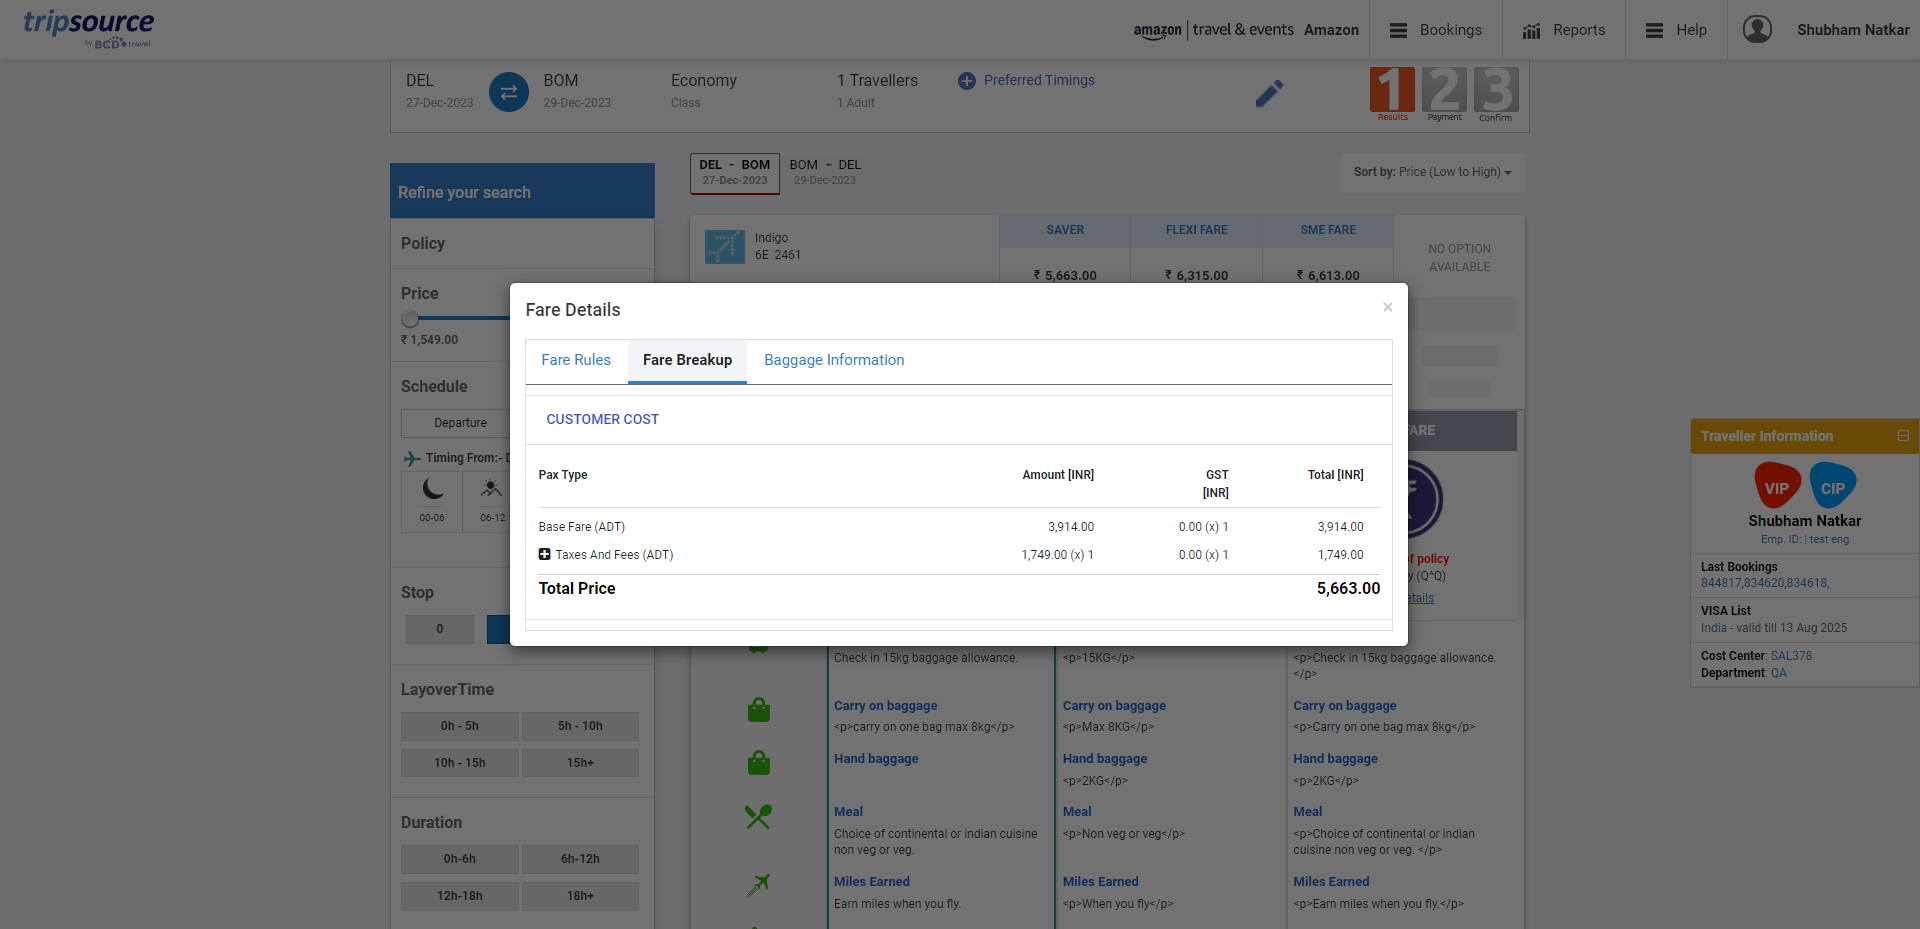 tripsource
by BCD travel
amazon | travel & events Amazon
Bookings
Reports
Help
Shubham Natkar
DEL
27-Dec-2023
BOM
29-Dec-2023
Economy
Class
1 Travellers
1 Adult
Preferred Timings
1 2 3
Results Payment Confirm
Refine your search
Policy
Price
₹ 1,549.00
Schedule
Departure
Timing From:-
00-06 06-12
Stop
0
LayoverTime
0h - 5h 5h - 10h
10h - 15h 15h+
Duration
0h-6h 6h-12h
12h-18h 18h+
DEL - BOM
27-Dec-2023
BOM - DEL
29-Dec-2023
Sort by: Price (Low to High)
Indigo
6E 2461
SAVER FLEXI FARE SME FARE
₹ 5,663.00 ₹ 6,315.00 ₹ 6,613.00
NO OPTION
AVAILABLE
Fare Details ×
Fare Rules Fare Breakup Baggage Information
CUSTOMER COST
Pax Type Amount [INR] GST [INR] Total [INR]
Base Fare (ADT) 3,914.00 0.00 (x) 1 3,914.00
Taxes And Fees (ADT) 1,749.00 (x) 1 0.00 (x) 1 1,749.00
Total Price 5,663.00
ARE
policy
(Q^Q)
etails
Check in 15kg baggage allowance. <p>15KG</p> <p>Check in 15kg baggage allowance.
</p>
Carry on baggage Carry on baggage Carry on baggage
<p>carry on one bag max 8kg</p> <p>Max 8KG</p> <p>Carry on one bag max 8kg</p>
Hand baggage Hand baggage Hand baggage
<p>2KG</p> <p>2KG</p>
Meal Meal Meal
Choice of continental or indian cuisine <p>Non veg or veg</p> <p>Choice of continental or indian
non veg or veg. cuisine non veg or veg. </p>
Miles Earned Miles Earned Miles Earned
Earn miles when you fly. <p>When you fly</p> <p>Earn miles when you fly.</p>
Traveller Information
VIP CIP
Shubham Natkar
Emp. ID: | test eng
Last Bookings
844817,834620,834618,
VISA List
India - valid till 13 Aug 2025
Cost Center: SAL378
Department: QA